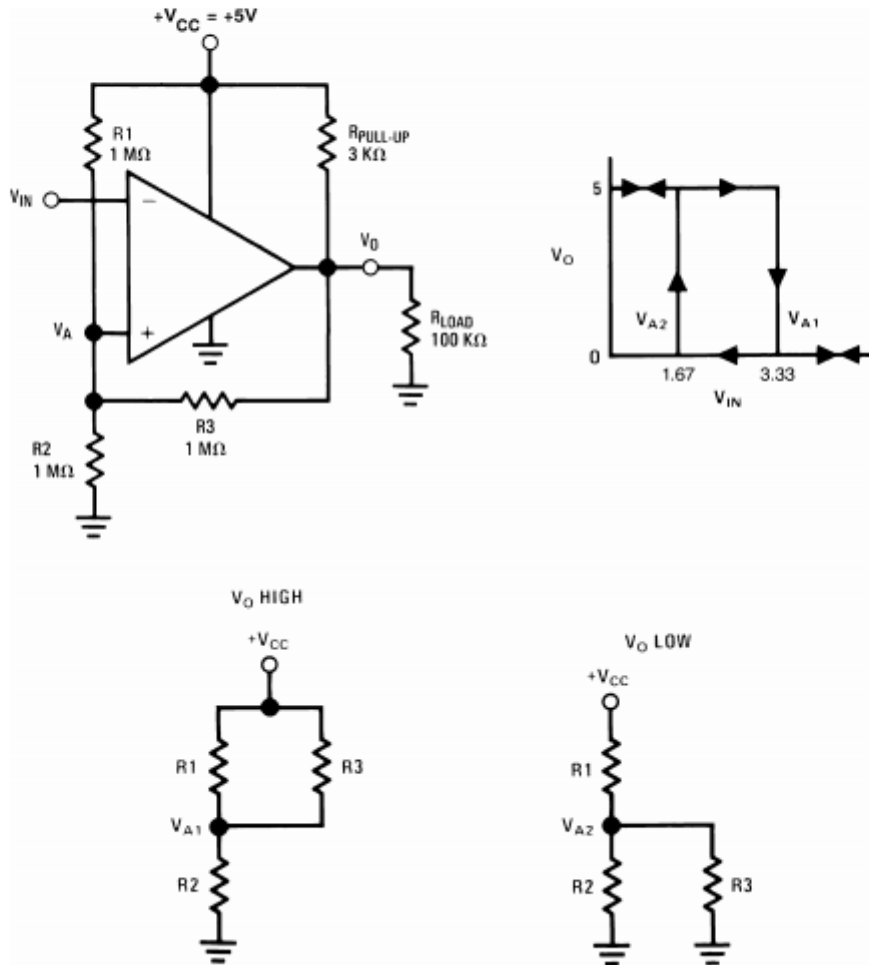 +VCC = +5V
R1
1 MΩ
RPULL-UP
3 KΩ
VIN
−
VO
VA
+
RLOAD
100 KΩ
R3
1 MΩ
R2
1 MΩ
5
VO
VA2
VA1
0
1.67
3.33
VIN
VO HIGH
+VCC
R1
R3
VA1
R2
VO LOW
+VCC
R1
VA2
R2
R3